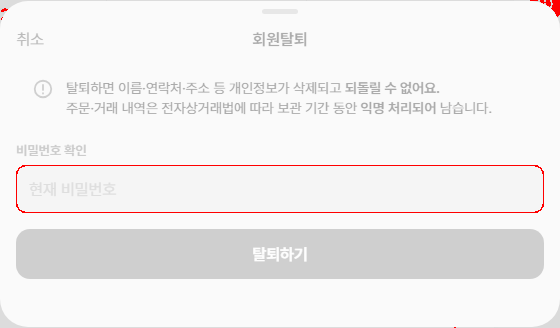 취소
회원탈퇴
탈퇴하면 이름·연락처·주소 등 개인정보가 삭제되고 되돌릴 수 없어요.
주문·거래 내역은 전자상거래법에 따라 보관 기간 동안 익명 처리되어 남습니다.
비밀번호 확인
현재 비밀번호
탈퇴하기